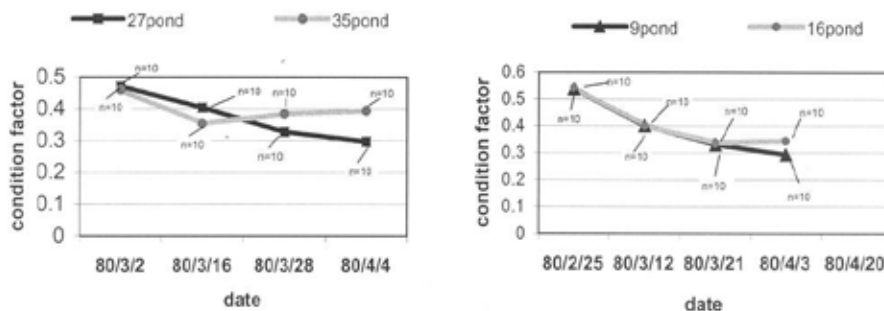 27pond 35pond
condition factor
0.5
0.4
0.3
0.2
0.1
0
n=10
n=10
n=10
n=10
n=10
n=10
n=10
n=10
80/3/2 80/3/16 80/3/28 80/4/4
date
9pond 16pond
condition factor
0.6
0.5
0.4
0.3
0.2
0.1
0
n=10
n=10
n=10
n=10
n=10
n=10
n=10
n=10
80/2/25 80/3/12 80/3/21 80/4/3 80/4/20
date